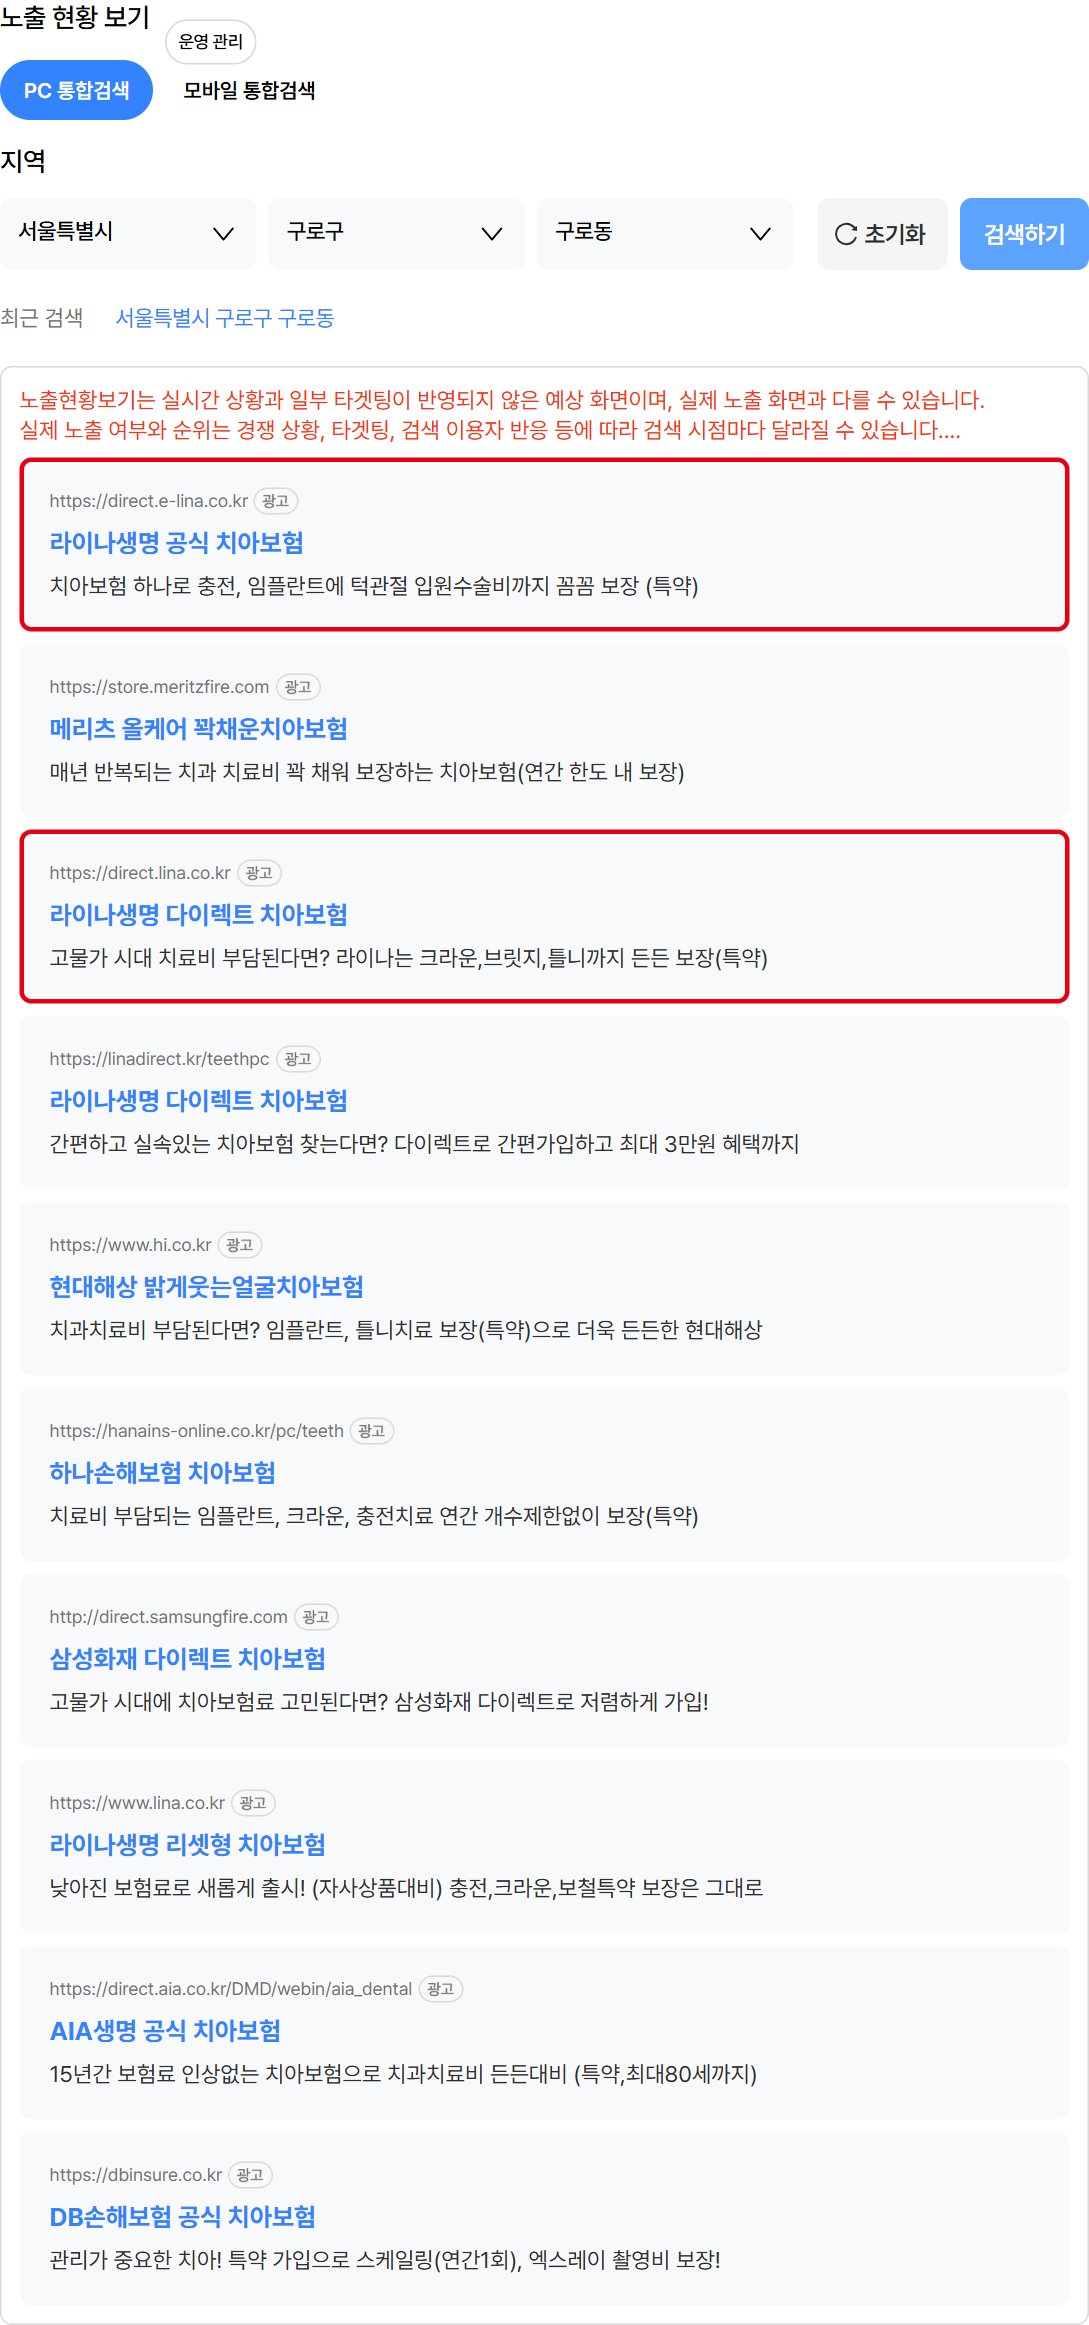 노출 현황 보기
운영 관리
PC 통합검색 모바일 통합검색
지역
서울특별시 구로구 구로동 초기화 검색하기
최근 검색 서울특별시 구로구 구로동
노출현황보기는 실시간 상황과 일부 타겟팅이 반영되지 않은 예상 화면이며, 실제 노출 화면과 다를 수 있습니다.
실제 노출 여부와 순위는 경쟁 상황, 타겟팅, 검색 이용자 반응 등에 따라 검색 시점마다 달라질 수 있습니다....
https://direct.e-lina.co.kr 광고
라이나생명 공식 치아보험
치아보험 하나로 충전, 임플란트에 턱관절 입원수술비까지 꼼꼼 보장 (특약)
https://store.meritzfire.com 광고
메리츠 올케어 꽉채운치아보험
매년 반복되는 치과 치료비 꽉 채워 보장하는 치아보험(연간 한도 내 보장)
https://direct.lina.co.kr 광고
라이나생명 다이렉트 치아보험
고물가 시대 치료비 부담된다면? 라이나는 크라운,브릿지,틀니까지 든든 보장(특약)
https://linadirect.kr/teethpc 광고
라이나생명 다이렉트 치아보험
간편하고 실속있는 치아보험 찾는다면? 다이렉트로 간편가입하고 최대 3만원 혜택까지
https://www.hi.co.kr 광고
현대해상 밝게웃는얼굴치아보험
치과치료비 부담된다면? 임플란트, 틀니치료 보장(특약)으로 더욱 든든한 현대해상
https://hanains-online.co.kr/pc/teeth 광고
하나손해보험 치아보험
치료비 부담되는 임플란트, 크라운, 충전치료 연간 개수제한없이 보장(특약)
http://direct.samsungfire.com 광고
삼성화재 다이렉트 치아보험
고물가 시대에 치아보험료 고민된다면? 삼성화재 다이렉트로 저렴하게 가입!
https://www.lina.co.kr 광고
라이나생명 리셋형 치아보험
낮아진 보험료로 새롭게 출시! (자사상품대비) 충전,크라운,보철특약 보장은 그대로
https://direct.aia.co.kr/DMD/webin/aia_dental 광고
AIA생명 공식 치아보험
15년간 보험료 인상없는 치아보험으로 치과치료비 든든대비 (특약,최대80세까지)
https://dbinsure.co.kr 광고
DB손해보험 공식 치아보험
관리가 중요한 치아! 특약 가입으로 스케일링(연간1회), 엑스레이 촬영비 보장!